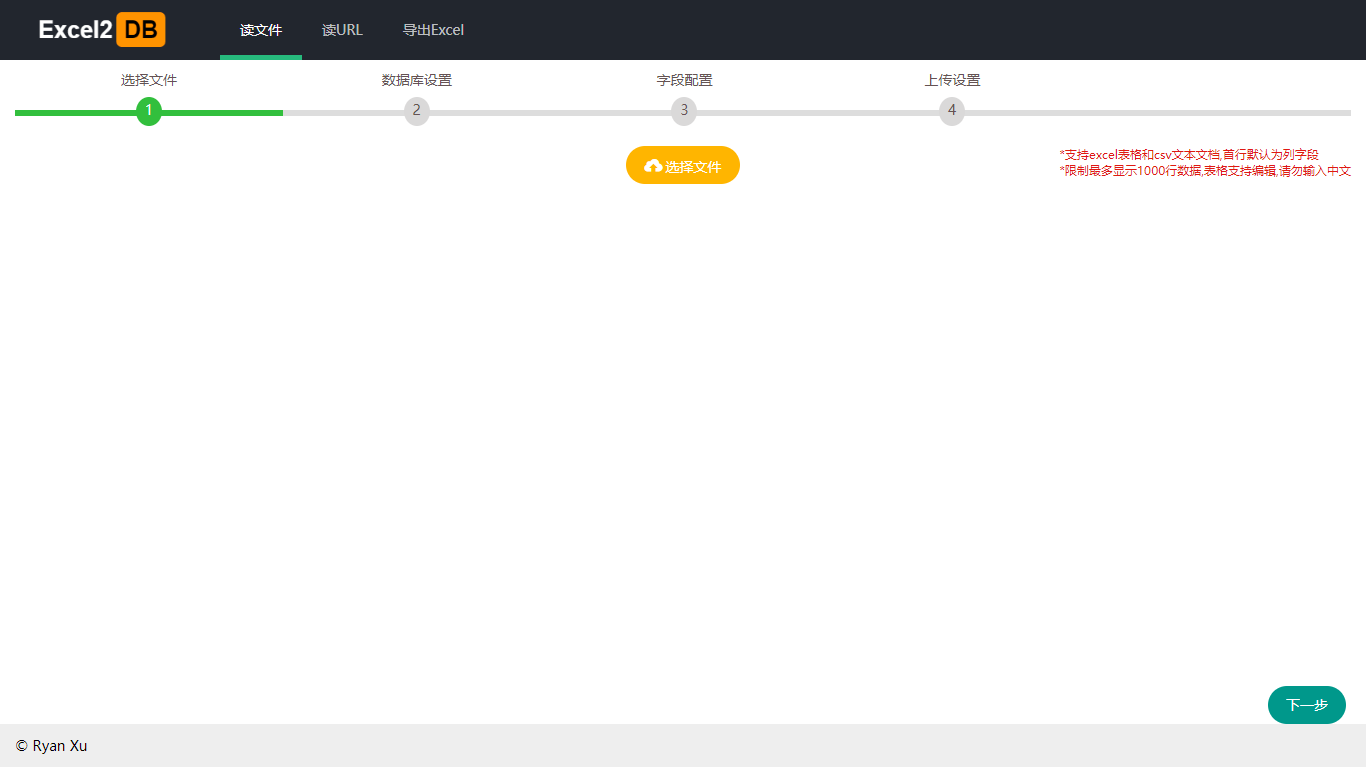 Excel2 DB
读文件 读URL 导出Excel
选择文件 数据库设置 字段配置 上传设置
1 2 3 4
选择文件
*支持excel表格和csv文本文档,首行默认为列字段
*限制最多显示1000行数据,表格支持编辑,请勿输入中文
下一步
© Ryan Xu